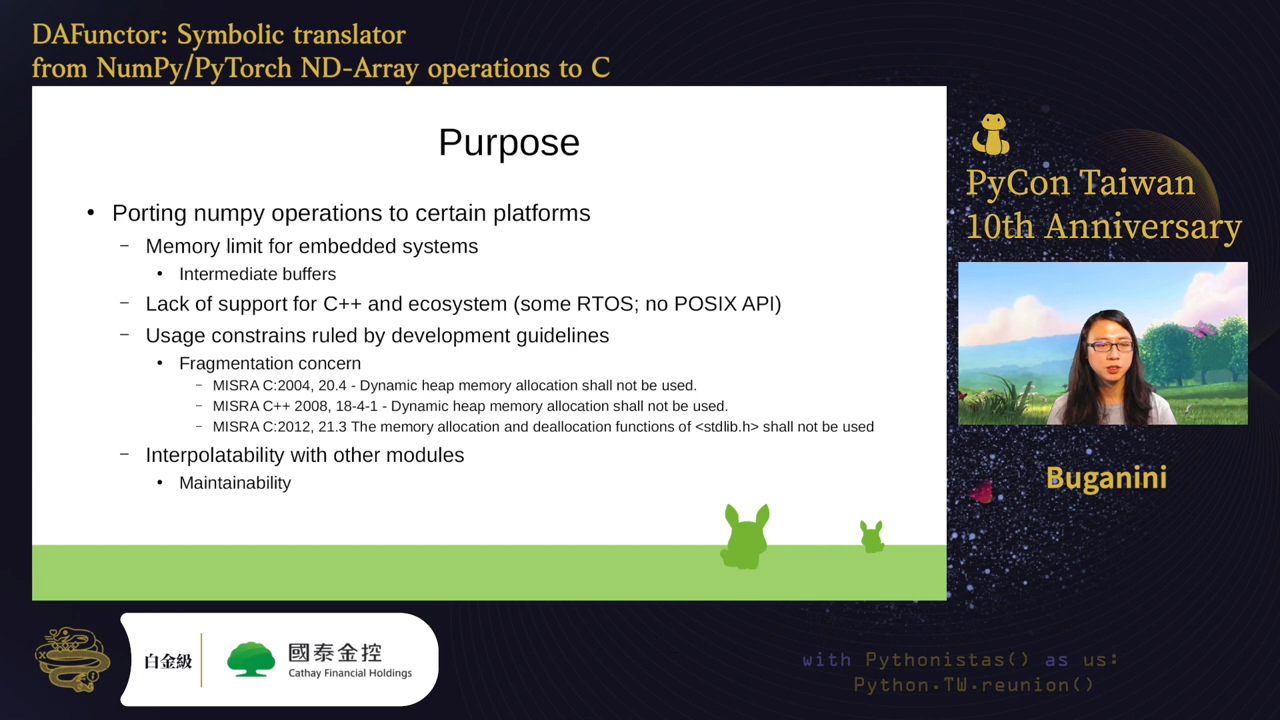 DAFunctor: Symbolic translator
from NumPy/PyTorch ND-Array operations to C
Purpose
• Porting numpy operations to certain platforms
– Memory limit for embedded systems
• Intermediate buffers
– Lack of support for C++ and ecosystem (some RTOS; no POSIX API)
– Usage constrains ruled by development guidelines
• Fragmentation concern
– MISRA C:2004, 20.4 - Dynamic heap memory allocation shall not be used.
– MISRA C++ 2008, 18-4-1 - Dynamic heap memory allocation shall not be used.
– MISRA C:2012, 21.3 The memory allocation and deallocation functions of <stdlib.h> shall not be used
– Interpolatability with other modules
• Maintainability
PyCon Taiwan
10th Anniversary
Buganini
白金級
國泰金控
Cathay Financial Holdings
with Pythonistas() as us:
Python.TW.reunion()